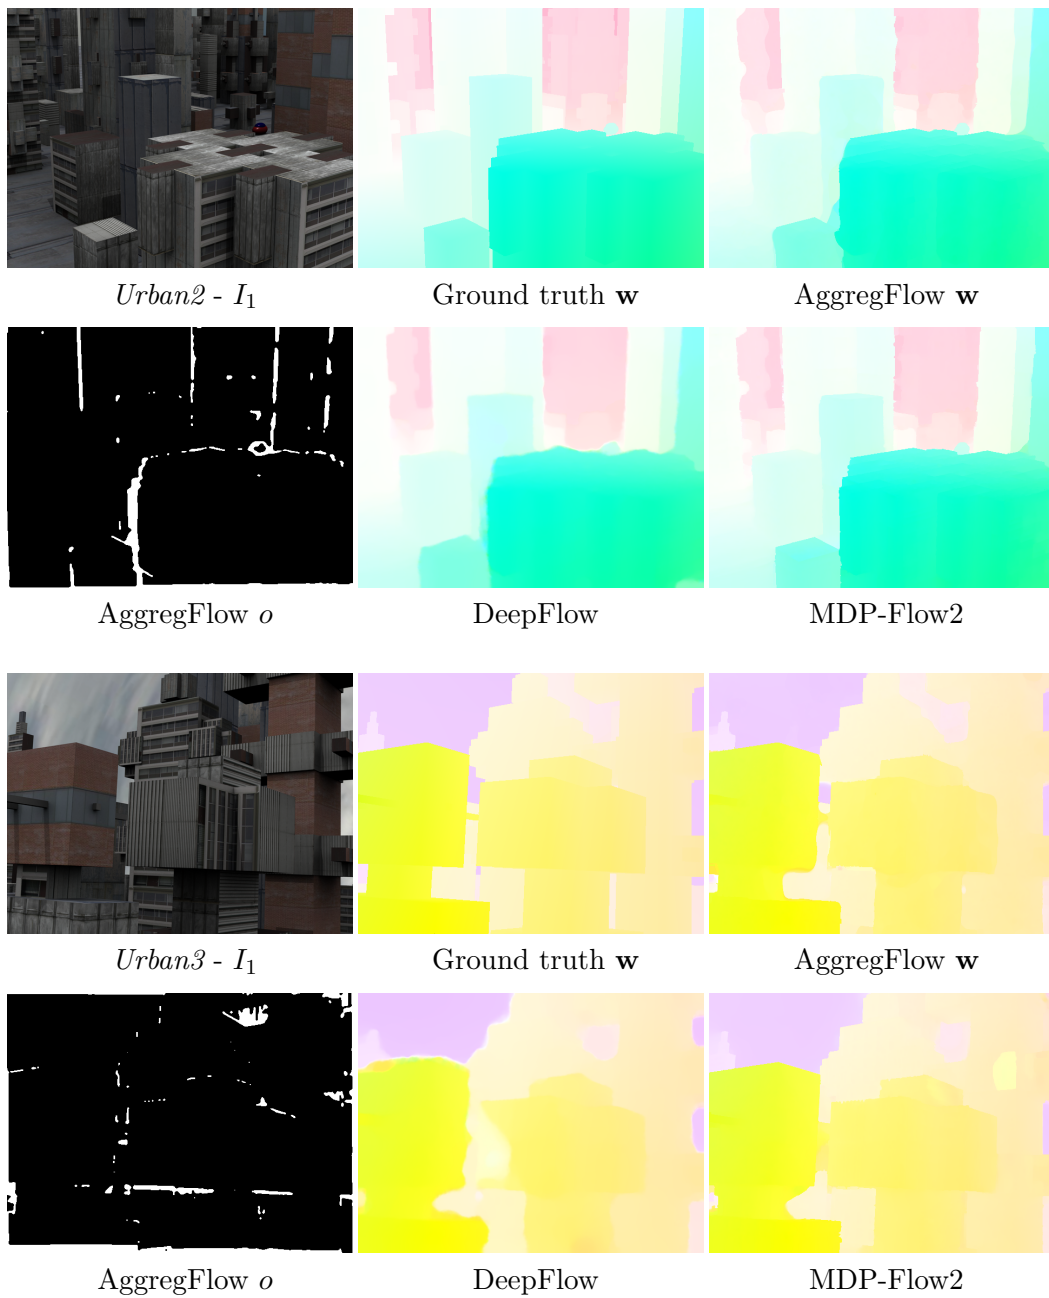 Urban2 - I₁ Ground truth w AggregFlow w
AggregFlow o DeepFlow MDP-Flow2
Urban3 - I₁ Ground truth w AggregFlow w
AggregFlow o DeepFlow MDP-Flow2